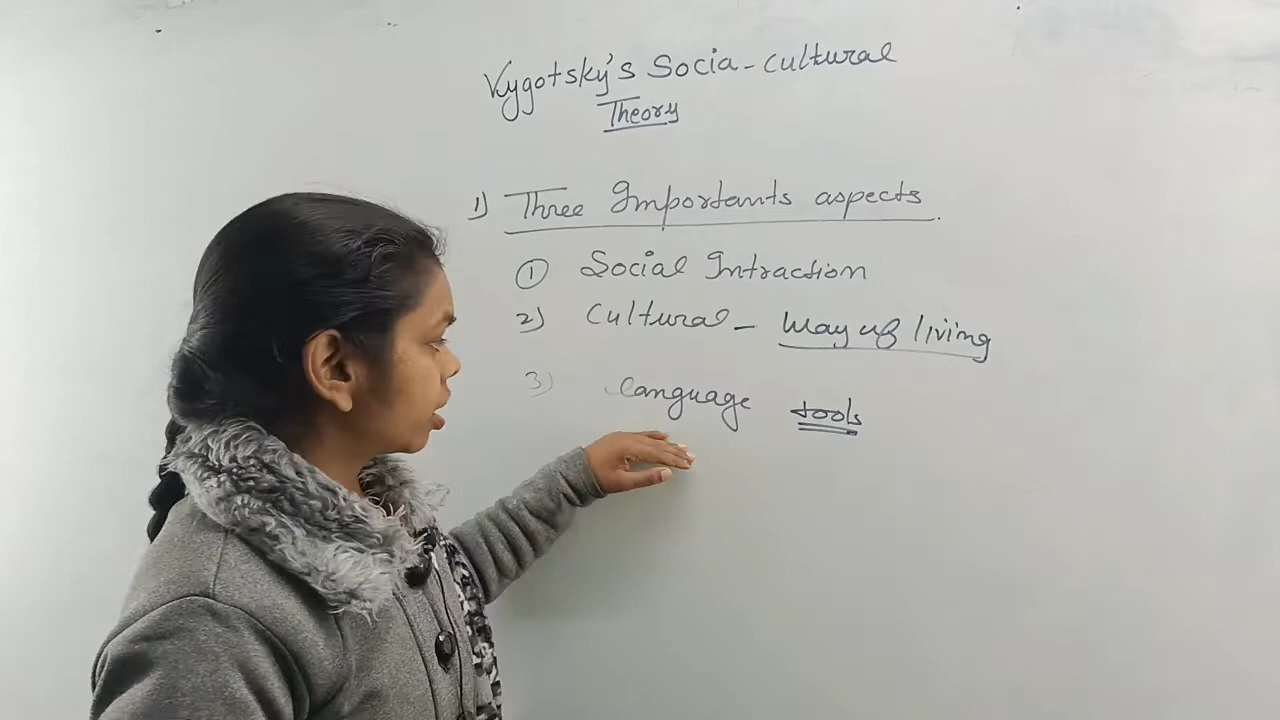 Vygotsky's Socia-cultural
Theory
1) Three Importants aspects.
① Social Intraction
2) Cultural - Way of living
3) language tools